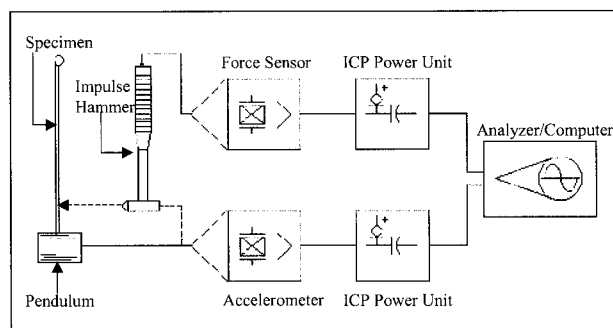 Specimen
Impulse
Hammer
Force Sensor
ICP Power Unit
Analyzer/Computer
Pendulum
Accelerometer
ICP Power Unit